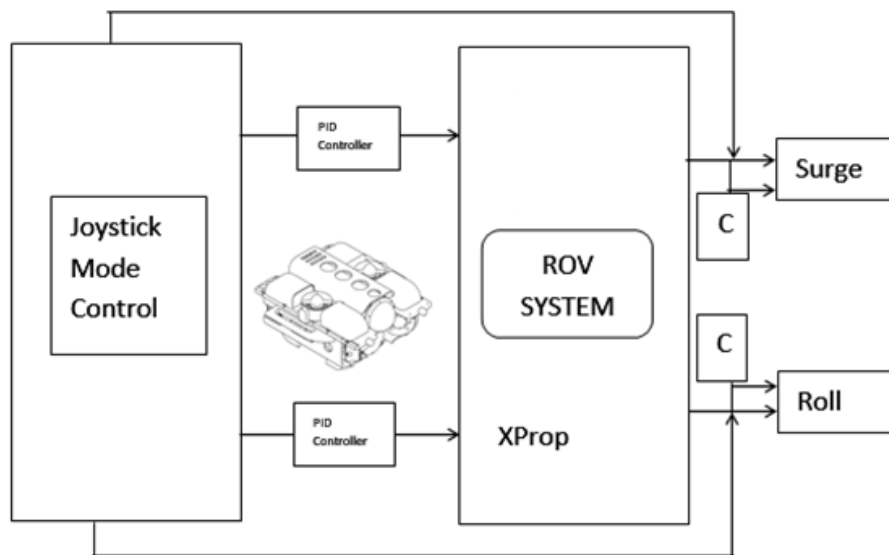 PID
Controller
Surge
C
Joystick
Mode
Control
ROV
SYSTEM
C
Roll
PID
Controller
XProp